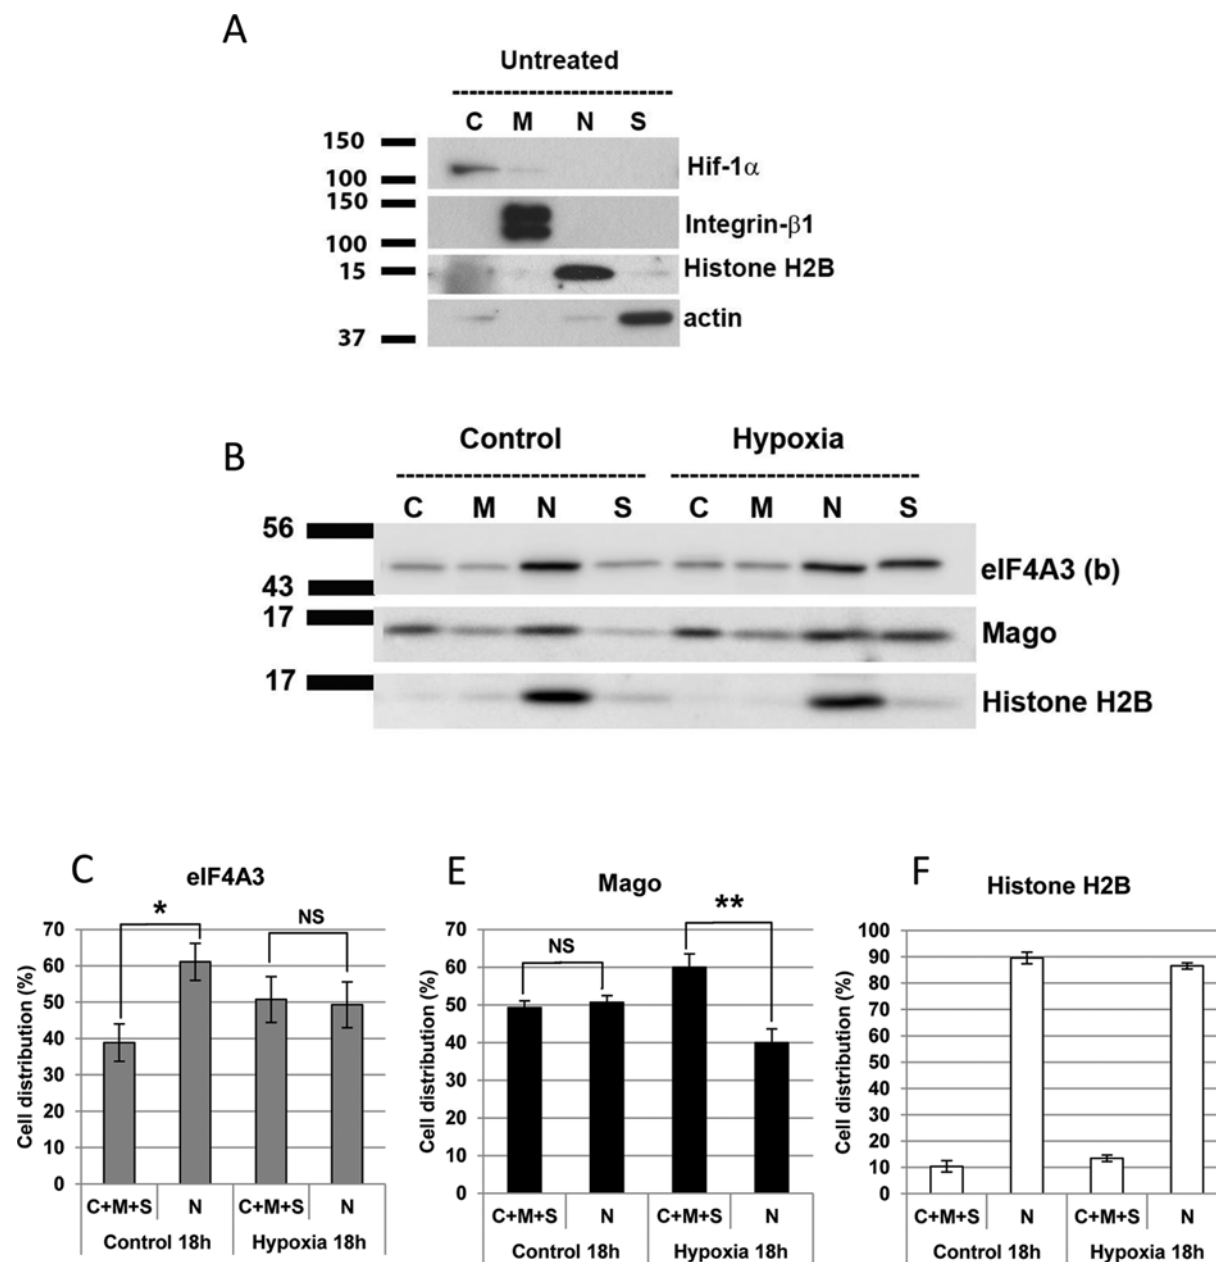 A
Untreated
C M N S
150
100
Hif-1α
150
100
Integrin-β1
15
Histone H2B
actin
37
B
Control Hypoxia
C M N S C M N S
56
43
eIF4A3 (b)
17
Mago
17
Histone H2B
C
eIF4A3
* NS
Cell distribution (%)
70
60
50
40
30
20
10
0
C+M+S N C+M+S N
Control 18h Hypoxia 18h
E
Mago
NS **
Cell distribution (%)
70
60
50
40
30
20
10
0
C+M+S N C+M+S N
Control 18h Hypoxia 18h
F
Histone H2B
Cell distribution (%)
100
90
80
70
60
50
40
30
20
10
0
C+M+S N C+M+S N
Control 18h Hypoxia 18h